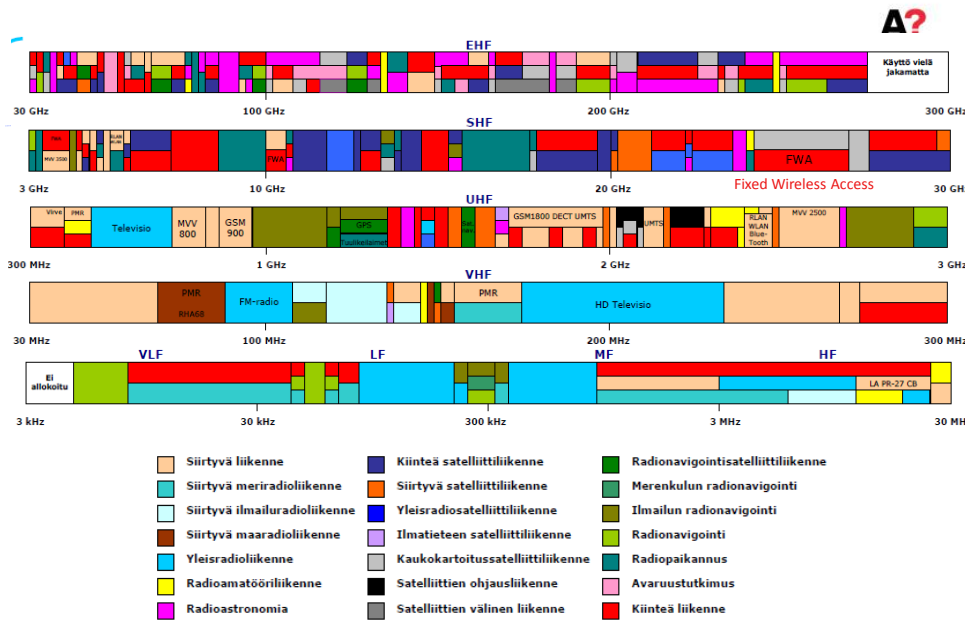 A?
EHF
Käyttö vielä
jakamatta
30 GHz 100 GHz 200 GHz 300 GHz
SHF
MVV 3500
RLAN
WLAN
FWA
FWA
3 GHz 10 GHz 20 GHz 30 GHz
Fixed Wireless Access
UHF
Virve
PMR
Televisio
MVV
800
GSM
900
GPS
Tuulikeilaimet
Sat.
nav.
GSM1800 DECT UMTS
UMTS
RLAN
WLAN
Blue-
Tooth
MVV 2500
300 MHz 1 GHz 2 GHz 3 GHz
VHF
PMR
RHA68
FM-radio
PMR
HD Televisio
30 MHz 100 MHz 200 MHz 300 MHz
VLF LF MF HF
Ei
allokoitu
LA PR-27 CB
3 kHz 30 kHz 300 kHz 3 MHz 30 MH
Siirtyvä liikenne
Siirtyvä meriradioliikenne
Siirtyvä ilmailuradioliikenne
Siirtyvä maaradioliikenne
Yleisradioliikenne
Radioamatööriliikenne
Radioastronomia
Kiinteä satelliittiliikenne
Siirtyvä satelliittiliikenne
Yleisradiosatelliittiliikenne
Ilmatieteen satelliittiliikenne
Kaukokartoitussatelliittiliikenne
Satelliittien ohjausliikenne
Satelliittien välinen liikenne
Radionavigointisatelliittiliikenne
Merenkulun radionavigointi
Ilmailun radionavigointi
Radionavigointi
Radiopaikannus
Avaruustutkimus
Kiinteä liikenne